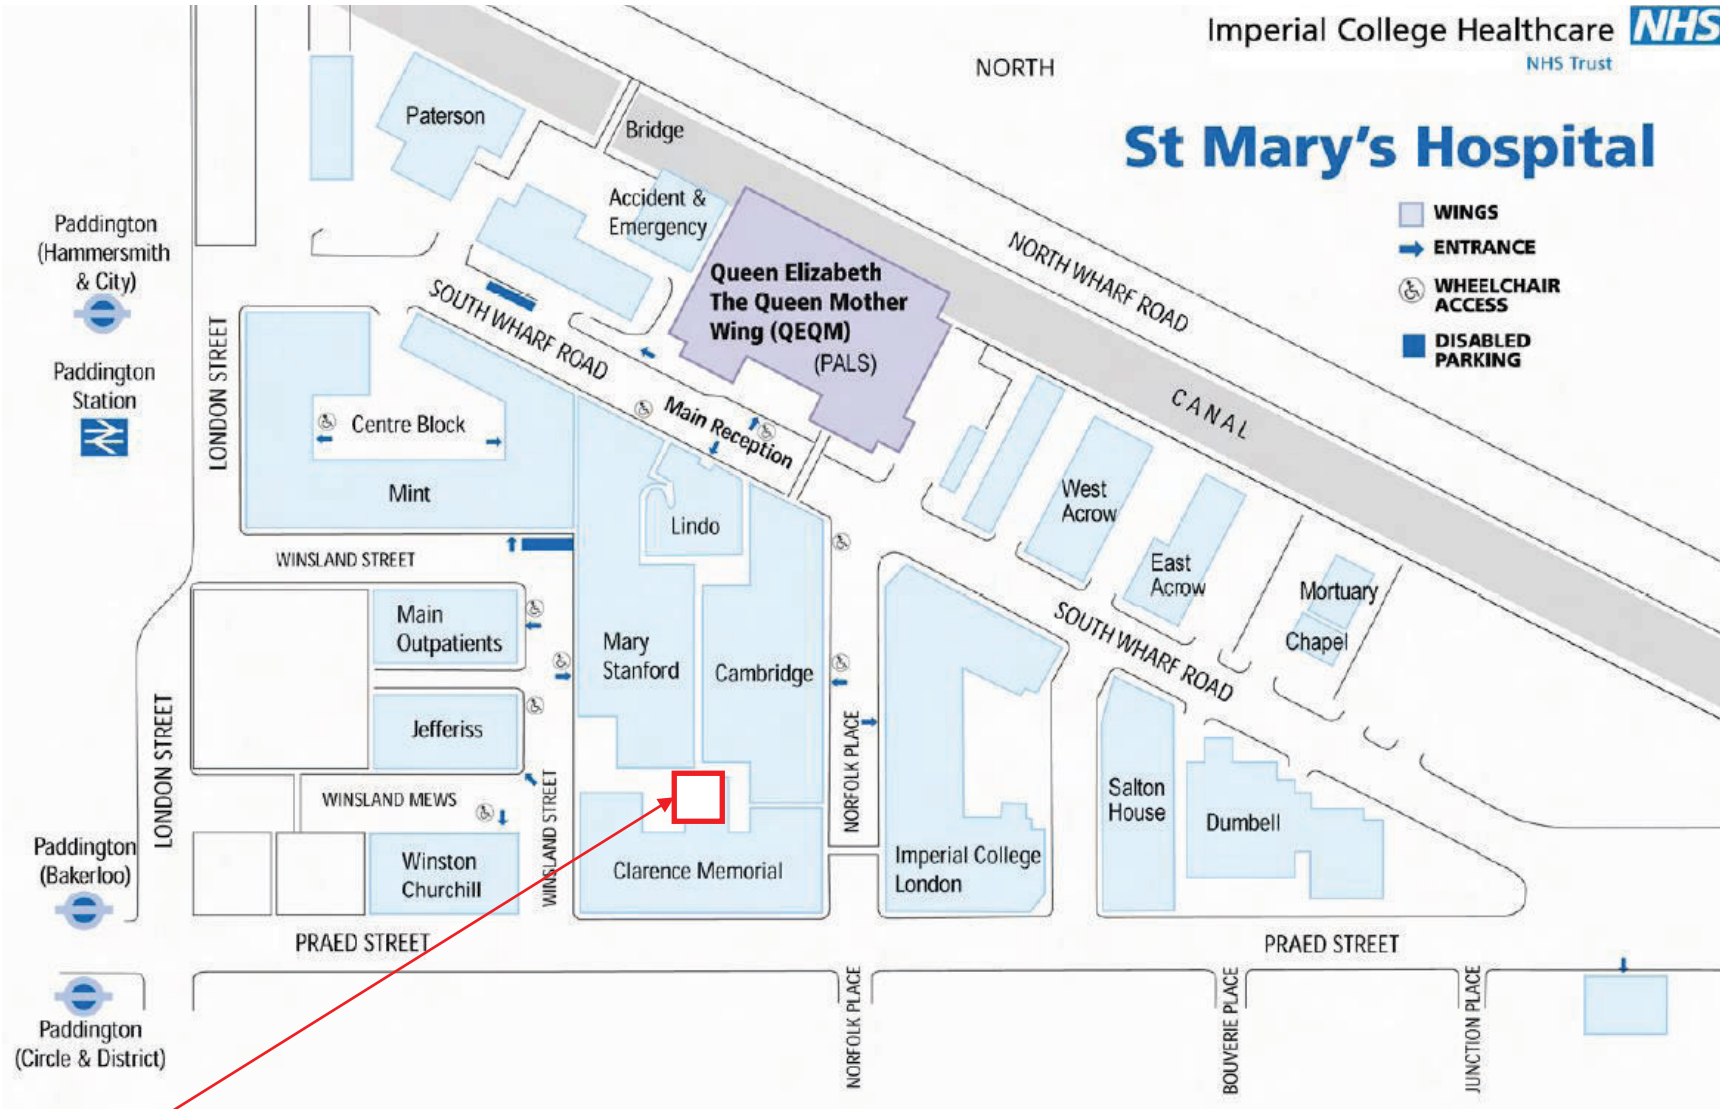 Imperial College Healthcare NHS
NHS Trust
NORTH
St Mary's Hospital
WINGS
ENTRANCE
WHEELCHAIR
ACCESS
DISABLED
PARKING
Paterson
Bridge
Accident &
Emergency
Queen Elizabeth
The Queen Mother
Wing (QEQM)
(PALS)
NORTH WHARF ROAD
CANAL
Paddington
(Hammersmith
& City)
Paddington
Station
LONDON STREET
SOUTH WHARF ROAD
Main Reception
Centre Block
Mint
Lindo
West
Acrow
East
Acrow
Mortuary
Chapel
WINSLAND STREET
Main
Outpatients
Mary
Stanford
Cambridge
SOUTH WHARF ROAD
Jefferiss
LONDON STREET
WINSLAND MEWS
WINSLAND STREET
NORFOLK PLACE
Salton
House
Dumbell
Paddington
(Bakerloo)
Winston
Churchill
Clarence Memorial
Imperial College
London
PRAED STREET
PRAED STREET
Paddington
(Circle & District)
NORFOLK PLACE
BOUVERIE PLACE
JUNCTION PLACE